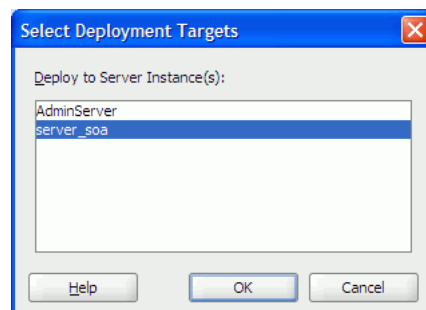 Select Deployment Targets
Deploy to Server Instance(s):
AdminServer
server_soa
Help
OK
Cancel